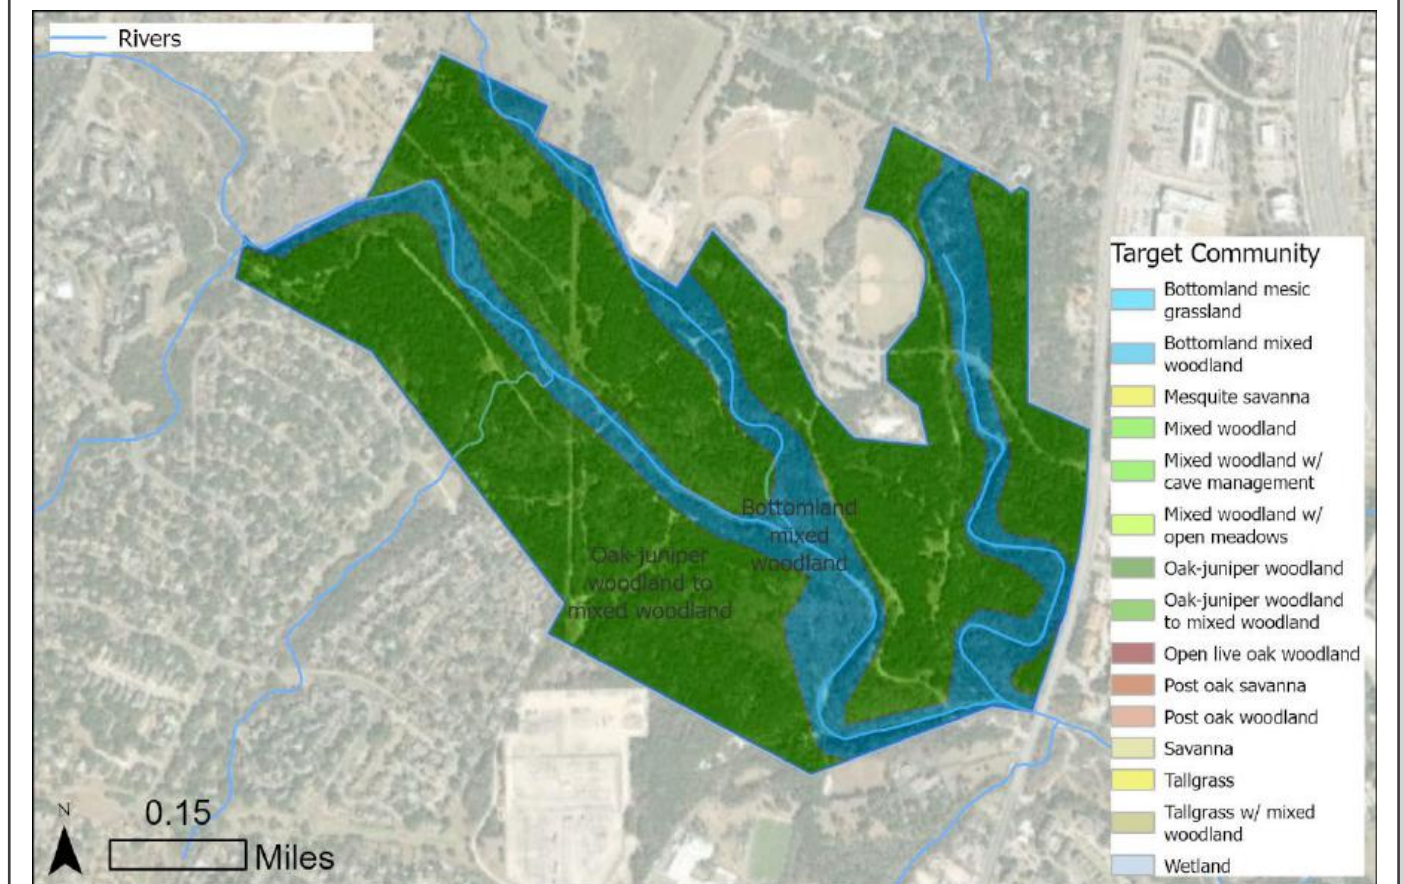 Rivers
Bottomland
mixed
woodland
Oak-juniper
woodland to
mixed woodland
Target Community
Bottomland mesic
grassland
Bottomland mixed
woodland
Mesquite savanna
Mixed woodland
Mixed woodland w/
cave management
Mixed woodland w/
open meadows
Oak-juniper woodland
Oak-juniper woodland
to mixed woodland
Open live oak woodland
Post oak savanna
Post oak woodland
Savanna
Tallgrass
Tallgrass w/ mixed
woodland
Wetland
N
0.15
Miles